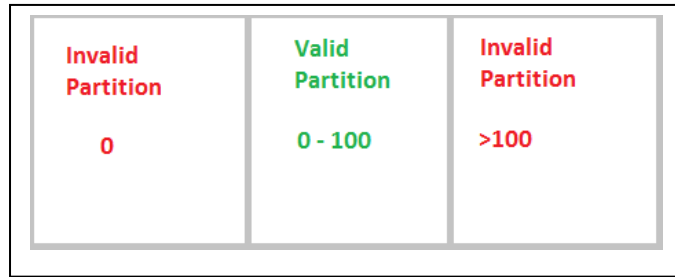 Invalid
Partition
0
Valid
Partition
0 - 100
Invalid
Partition
>100